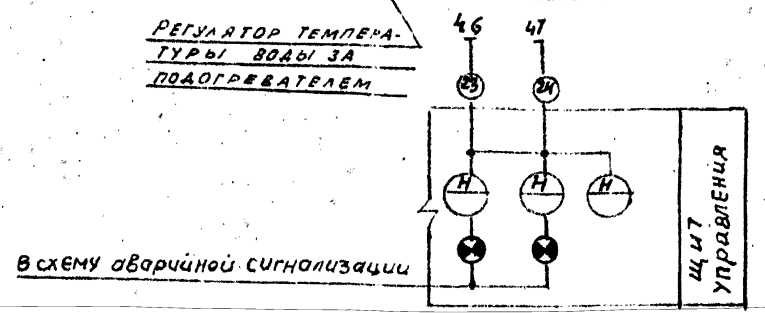 РЕГУЛЯТОР ТЕМПЕРА-
ТУРЫ ВОДЫ ЗА
ПОДОГРЕВАТЕЛЕМ
46 47
23 24
Н Н Н
В СХЕМУ аварийной сигнализации
ЩИТ
УПРАВЛЕНИЯ